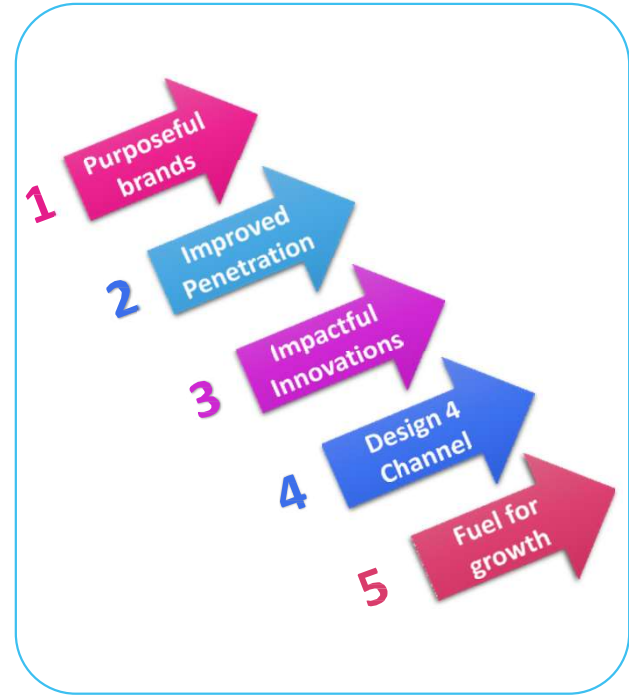 1
Purposeful
brands
2
Improved
Penetration
3
Impactful
Innovations
4
Design 4
Channel
5
Fuel for
growth